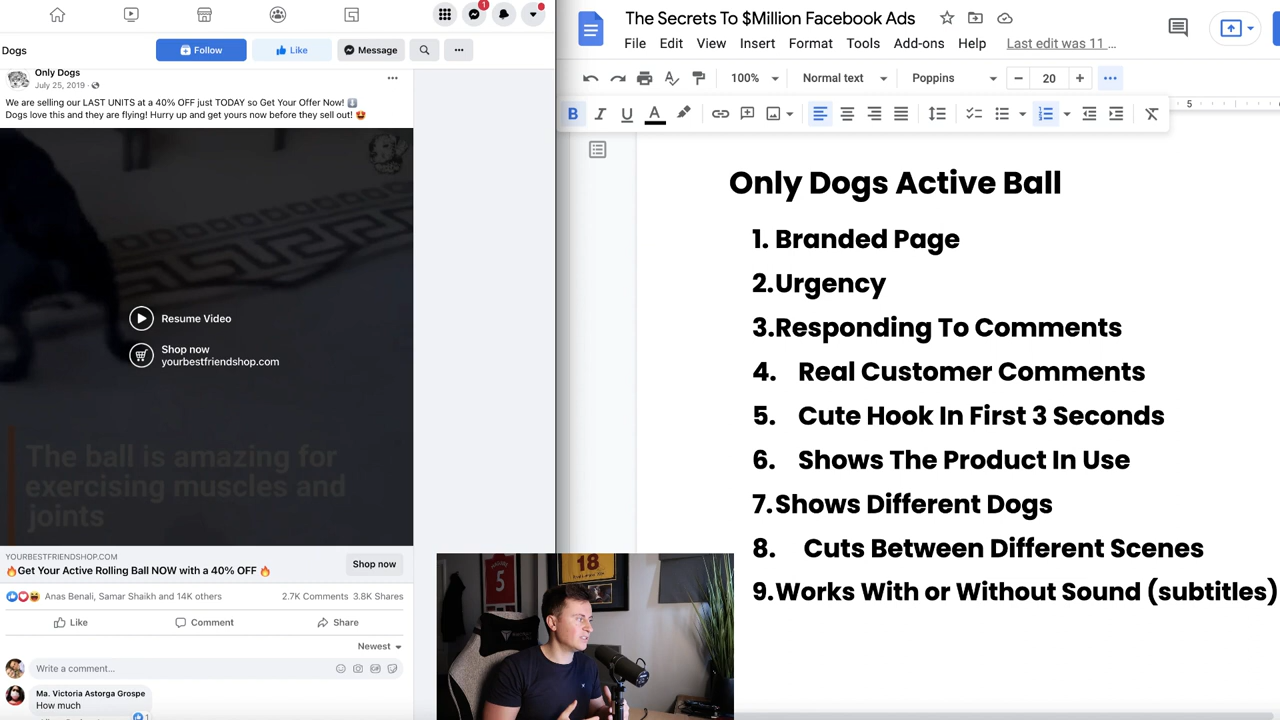 Dogs
Follow
Like
Message
Only Dogs
July 25, 2019 ·
We are selling our LAST UNITS at a 40% OFF just TODAY so Get Your Offer Now!
Dogs love this and they admiying. Hurry up and get yours now before they sell out!
Resume Video
Shop now
yourbestfriendshop.com
The ball is amazing for
exercising muscles and
joints
YOURBESTFRIENDSHOP.COM
🔥Get Your Active Rolling Ball NOW with a 40% OFF 🔥
Shop now
Anas Benali, Samar Shaikh and 14K others
2.7K Comments 3.8K Shares
Like
Comment
Share
Newest
Write a comment...
Ma. Victoria Astorga Grospe
How much
1
1
The Secrets To $Million Facebook Ads
File Edit View Insert Format Tools Add-ons Help Last edit was 11 ...
100% Normal text Poppins 20
B I U A
5
Only Dogs Active Ball
1. Branded Page
2.Urgency
3.Responding To Comments
4. Real Customer Comments
5. Cute Hook In First 3 Seconds
6. Shows The Product In Use
7.Shows Different Dogs
8. Cuts Between Different Scenes
9.Works With or Without Sound (subtitles)
5
18